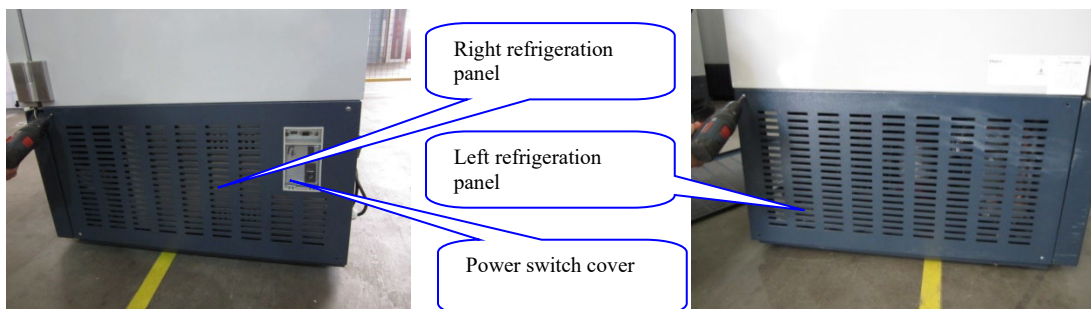 Right refrigeration
panel
Left refrigeration
panel
Power switch cover